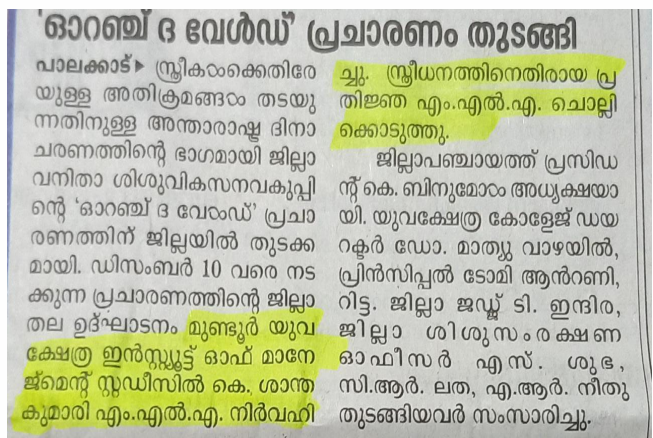 'ഓറഞ്ച് ദ വേൾഡ്' പ്രചാരണം തുടങ്ങി
പാലക്കാട്▸ സ്ത്രീകൾക്കെതിരേ
യുള്ള അതിക്രമങ്ങൾ തടയു
ന്നതിനുള്ള അന്താരാഷ്ട്ര ദിനാ
ചരണത്തിന്റെ ഭാഗമായി ജില്ലാ
വനിതാ ശിശുവികസനവകുപ്പി
ന്റെ 'ഓറഞ്ച് ദ വേൾഡ്' പ്രചാ
രണത്തിന് ജില്ലയിൽ തുടക്ക
മായി. ഡിസംബർ 10 വരെ നട
ക്കുന്ന പ്രചാരണത്തിന്റെ ജില്ലാ
തല ഉദ്ഘാടനം മുണ്ടൂർ യുവ
ക്ഷേത്ര ഇൻസ്റ്റ്യൂട്ട് ഓഫ് മാനേ
ജ്മെന്റ് സ്റ്റഡീസിൽ കെ. ശാന്ത
കുമാരി എം.എൽ.എ. നിർവഹി
ച്ചു. സ്ത്രീധനത്തിനെതിരായ പ്ര
തിജ്ഞ എം.എൽ.എ. ചൊല്ലി
ക്കൊടുത്തു.
ജില്ലാപഞ്ചായത്ത് പ്രസിഡ
ന്റ് കെ. ബിനുമോൾ അധ്യക്ഷയാ
യി. യുവക്ഷേത്ര കോളേജ് ഡയ
റക്ടർ ഡോ. മാത്യു വാഴയിൽ,
പ്രിൻസിപ്പൽ ടോമി ആൻറണി,
റിട്ട. ജില്ലാ ജഡ്ജ് ടി. ഇന്ദിര,
ജില്ലാ ശിശുസംരക്ഷണ
ഓഫീസർ എസ്. ശുഭ,
സി.ആർ. ലത, എ.ആർ. നീതു
തുടങ്ങിയവർ സംസാരിച്ചു.